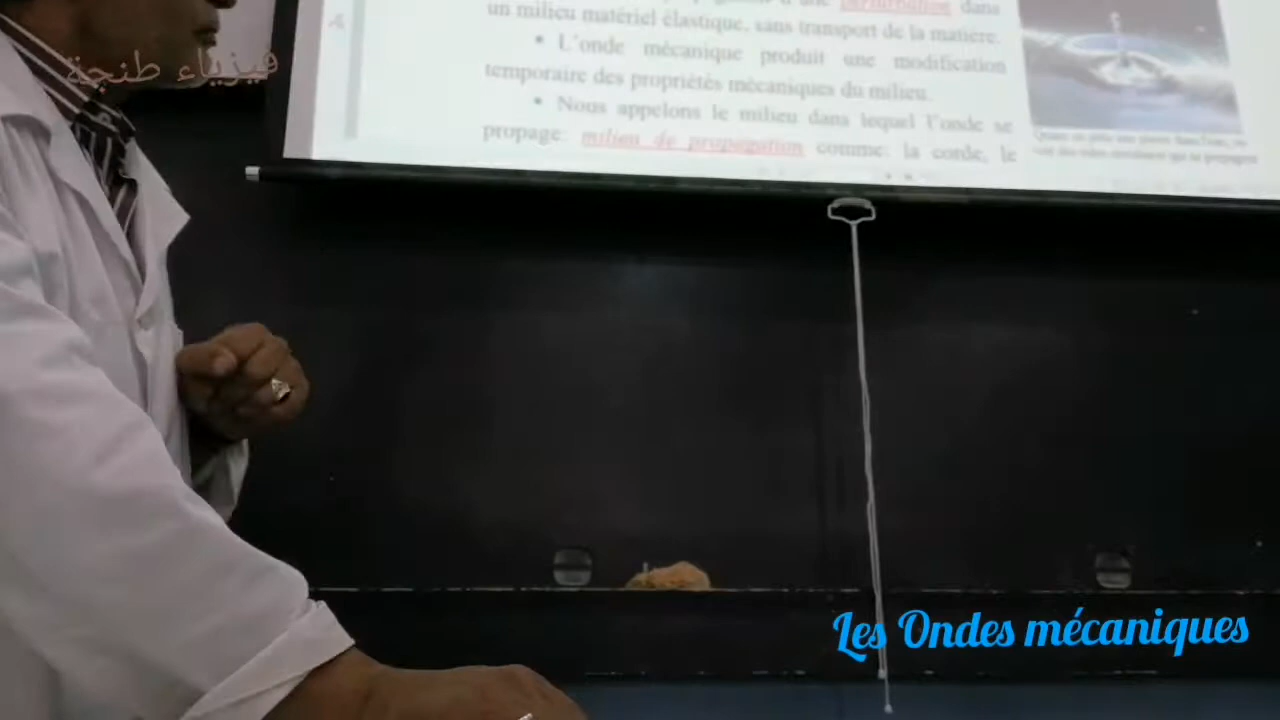 perturbation dans
un milieu matériel élastique, sans transport de la matière.
• L'onde mécanique produit une modification
temporaire des propriétés mécaniques du milieu.
• Nous appelons le milieu dans lequel l'onde se
propage: milieu de propagation comme: la corde, le
فيزياء طنجة
Les Ondes mécaniques